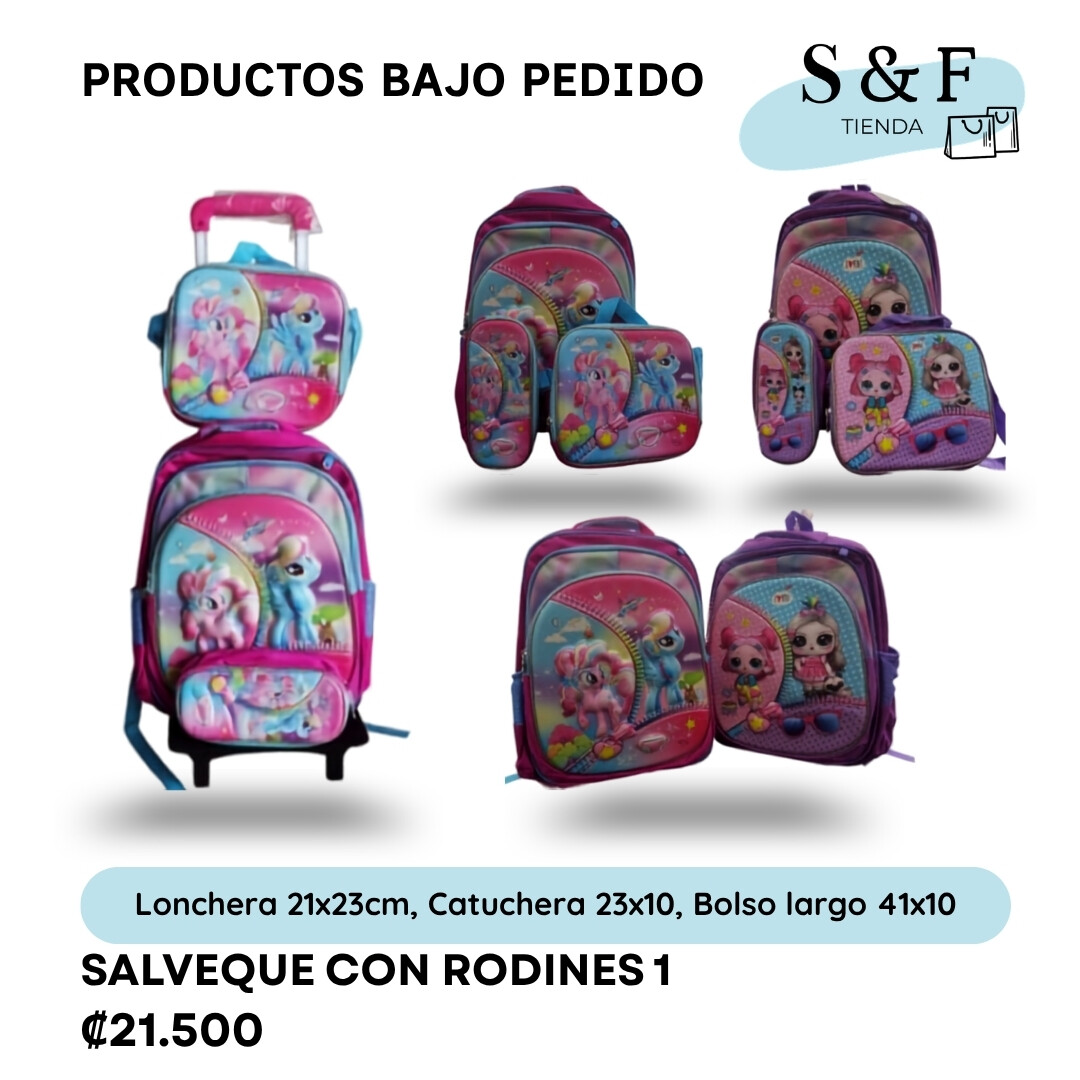 PRODUCTOS BAJO PEDIDO
S & F
TIENDA
Lonchera 21x23cm, Catuchera 23x10, Bolso largo 41x10
SALVEQUE CON RODINES 1
₡21.500